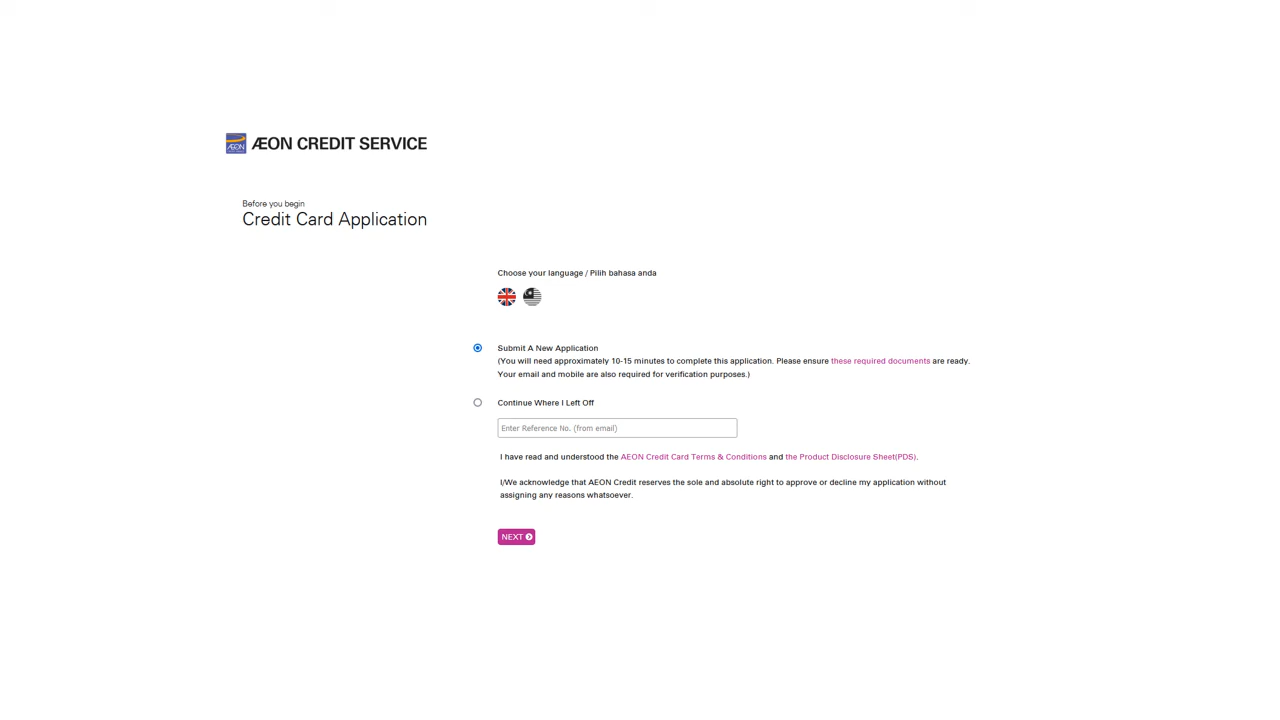 ÆON
ÆON CREDIT SERVICE
Before you begin
Credit Card Application
Choose your language / Pilih bahasa anda
Submit A New Application
(You will need approximately 10-15 minutes to complete this application. Please ensure these required documents are ready.
Your email and mobile are also required for verification purposes.)
Continue Where I Left Off
Enter Reference No. (from email)
I have read and understood the AEON Credit Card Terms & Conditions and the Product Disclosure Sheet(PDS).
I/We acknowledge that AEON Credit reserves the sole and absolute right to approve or decline my application without
assigning any reasons whatsoever.
NEXT